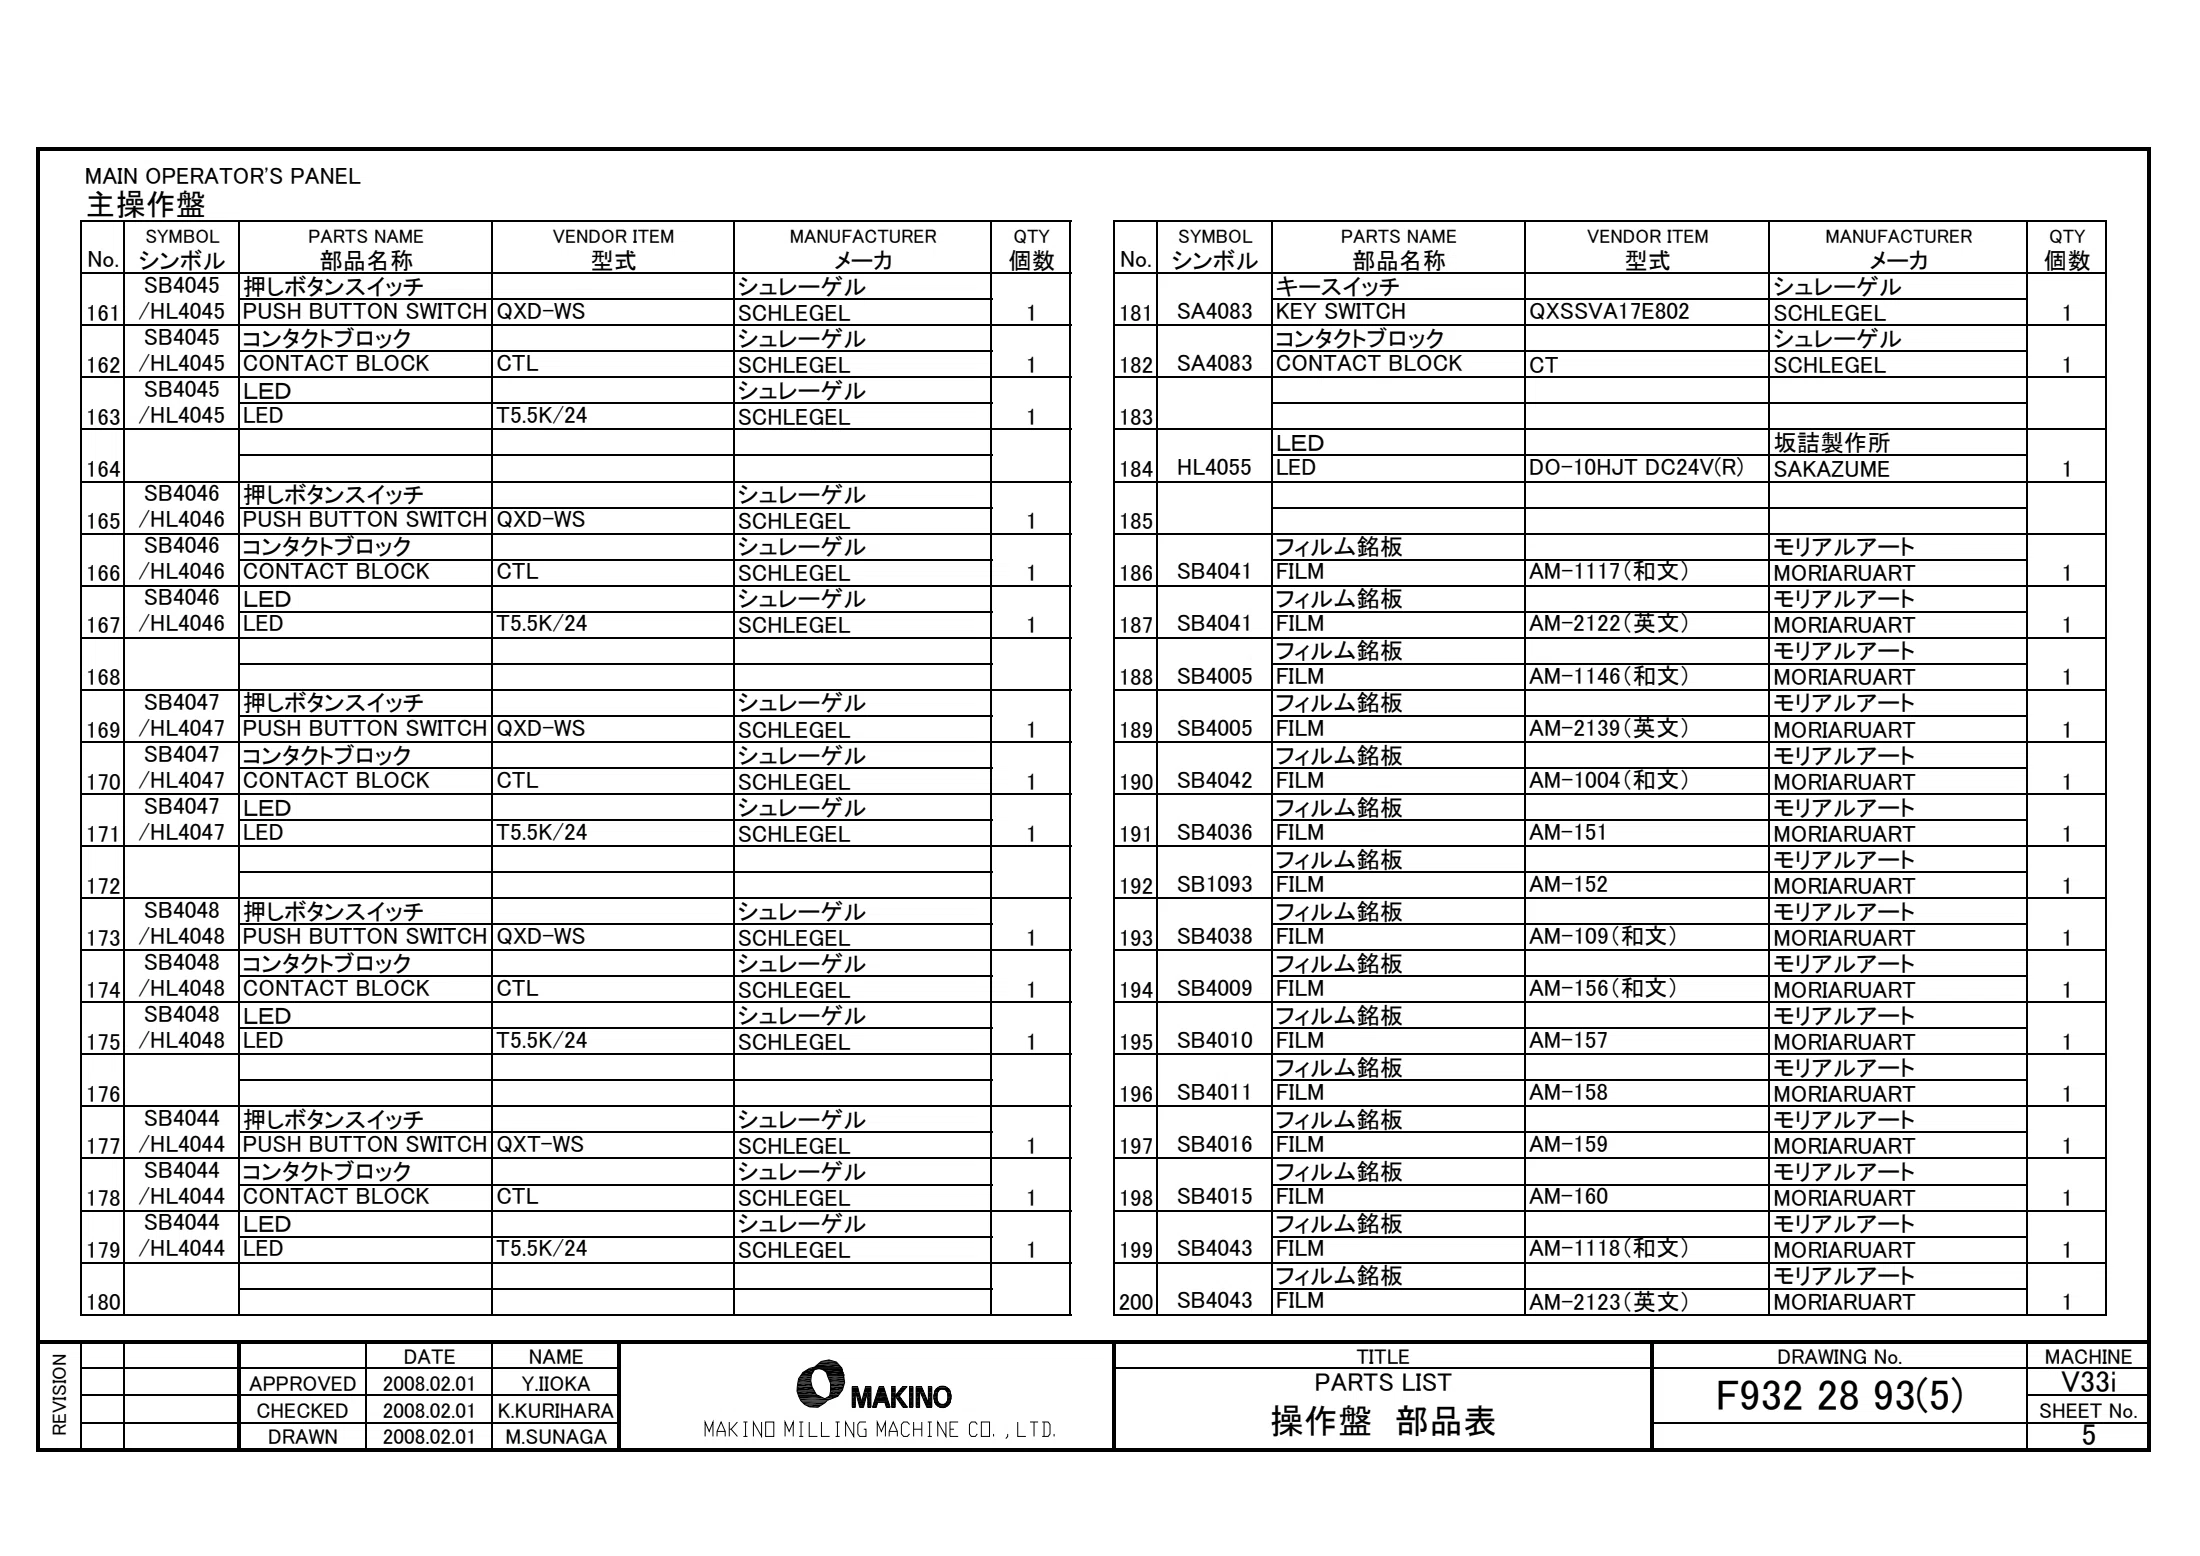 MAIN OPERATOR'S PANEL
主操作盤
No. SYMBOL PARTS NAME VENDOR ITEM MANUFACTURER QTY
シンボル 部品名称 型式 メーカ 個数
SB4045 押しボタンスイッチ シュレーゲル
161 /HL4045 PUSH BUTTON SWITCH QXD-WS SCHLEGEL 1
SB4045 コンタクトブロック シュレーゲル
162 /HL4045 CONTACT BLOCK CTL SCHLEGEL 1
SB4045 LED シュレーゲル
163 /HL4045 LED T5.5K/24 SCHLEGEL 1
164
SB4046 押しボタンスイッチ シュレーゲル
165 /HL4046 PUSH BUTTON SWITCH QXD-WS SCHLEGEL 1
SB4046 コンタクトブロック シュレーゲル
166 /HL4046 CONTACT BLOCK CTL SCHLEGEL 1
SB4046 LED シュレーゲル
167 /HL4046 LED T5.5K/24 SCHLEGEL 1
168
SB4047 押しボタンスイッチ シュレーゲル
169 /HL4047 PUSH BUTTON SWITCH QXD-WS SCHLEGEL 1
SB4047 コンタクトブロック シュレーゲル
170 /HL4047 CONTACT BLOCK CTL SCHLEGEL 1
SB4047 LED シュレーゲル
171 /HL4047 LED T5.5K/24 SCHLEGEL 1
172
SB4048 押しボタンスイッチ シュレーゲル
173 /HL4048 PUSH BUTTON SWITCH QXD-WS SCHLEGEL 1
SB4048 コンタクトブロック シュレーゲル
174 /HL4048 CONTACT BLOCK CTL SCHLEGEL 1
SB4048 LED シュレーゲル
175 /HL4048 LED T5.5K/24 SCHLEGEL 1
176
SB4044 押しボタンスイッチ シュレーゲル
177 /HL4044 PUSH BUTTON SWITCH QXT-WS SCHLEGEL 1
SB4044 コンタクトブロック シュレーゲル
178 /HL4044 CONTACT BLOCK CTL SCHLEGEL 1
SB4044 LED シュレーゲル
179 /HL4044 LED T5.5K/24 SCHLEGEL 1
180
No. SYMBOL PARTS NAME VENDOR ITEM MANUFACTURER QTY
シンボル 部品名称 型式 メーカ 個数
キースイッチ シュレーゲル
181 SA4083 KEY SWITCH QXSSVA17E802 SCHLEGEL 1
コンタクトブロック シュレーゲル
182 SA4083 CONTACT BLOCK CT SCHLEGEL 1
183
LED 坂詰製作所
184 HL4055 LED DO-10HJT DC24V(R) SAKAZUME 1
185
フィルム銘板 モリアルアート
186 SB4041 FILM AM-1117(和文) MORIARUART 1
フィルム銘板 モリアルアート
187 SB4041 FILM AM-2122(英文) MORIARUART 1
フィルム銘板 モリアルアート
188 SB4005 FILM AM-1146(和文) MORIARUART 1
フィルム銘板 モリアルアート
189 SB4005 FILM AM-2139(英文) MORIARUART 1
フィルム銘板 モリアルアート
190 SB4042 FILM AM-1004(和文) MORIARUART 1
フィルム銘板 モリアルアート
191 SB4036 FILM AM-151 MORIARUART 1
フィルム銘板 モリアルアート
192 SB1093 FILM AM-152 MORIARUART 1
フィルム銘板 モリアルアート
193 SB4038 FILM AM-109(和文) MORIARUART 1
フィルム銘板 モリアルアート
194 SB4009 FILM AM-156(和文) MORIARUART 1
フィルム銘板 モリアルアート
195 SB4010 FILM AM-157 MORIARUART 1
フィルム銘板 モリアルアート
196 SB4011 FILM AM-158 MORIARUART 1
フィルム銘板 モリアルアート
197 SB4016 FILM AM-159 MORIARUART 1
フィルム銘板 モリアルアート
198 SB4015 FILM AM-160 MORIARUART 1
フィルム銘板 モリアルアート
199 SB4043 FILM AM-1118(和文) MORIARUART 1
フィルム銘板 モリアルアート
200 SB4043 FILM AM-2123(英文) MORIARUART 1
REVISION
DATE NAME
APPROVED 2008.02.01 Y.IIOKA
CHECKED 2008.02.01 K.KURIHARA
DRAWN 2008.02.01 M.SUNAGA
MAKINO
MAKINO MILLING MACHINE CO. , LTD.
TITLE
PARTS LIST
操作盤 部品表
DRAWING No.
F932 28 93(5)
MACHINE
V33i
SHEET No.
5